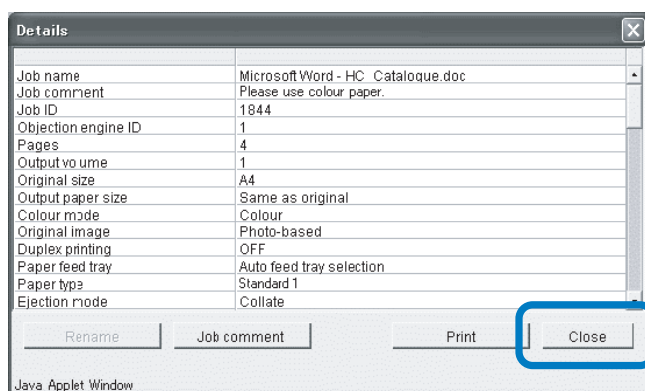 Details
Job name Microsoft Word - HC_Catalogue.doc
Job comment Please use colour paper.
Job ID 1844
Objection engine ID 1
Pages 4
Output volume 1
Original size A4
Output paper size Same as original
Colour mode Colour
Original image Photo-based
Duplex printing OFF
Paper feed tray Auto feed tray selection
Paper type Standard 1
Ejection mode Collate
Rename Job comment Print Close
Java Applet Window